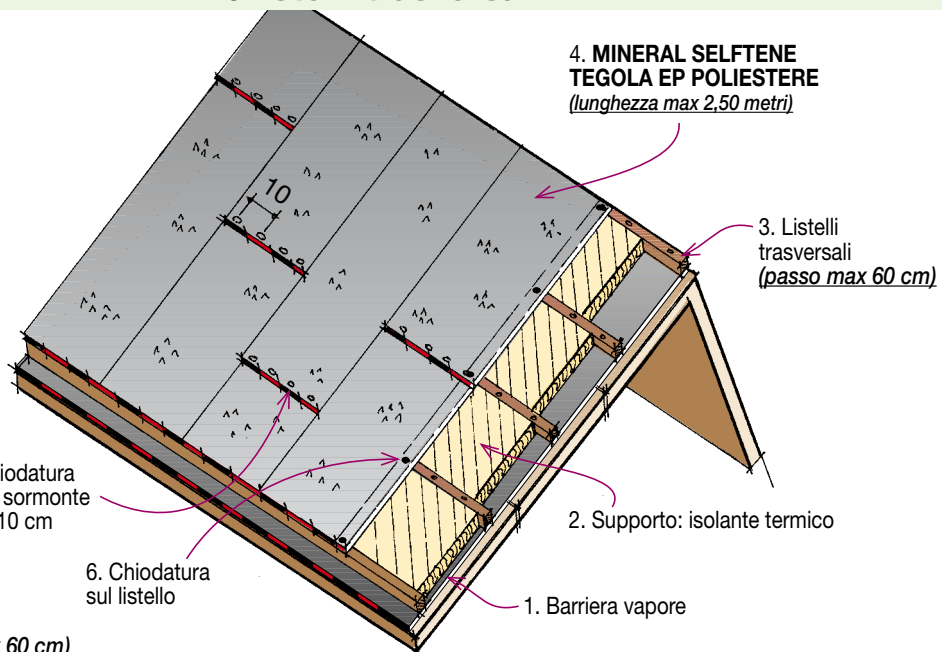 4. MINERAL SELFTENE
TEGOLA EP POLIESTERE
(lunghezza max 2,50 metri)
10
3. Listelli
trasversali
(passo max 60 cm)
sormonte
10 cm
2. Supporto: isolante termico
6. Chiodatura
sul listello
1. Barriera vapore
60 cm)